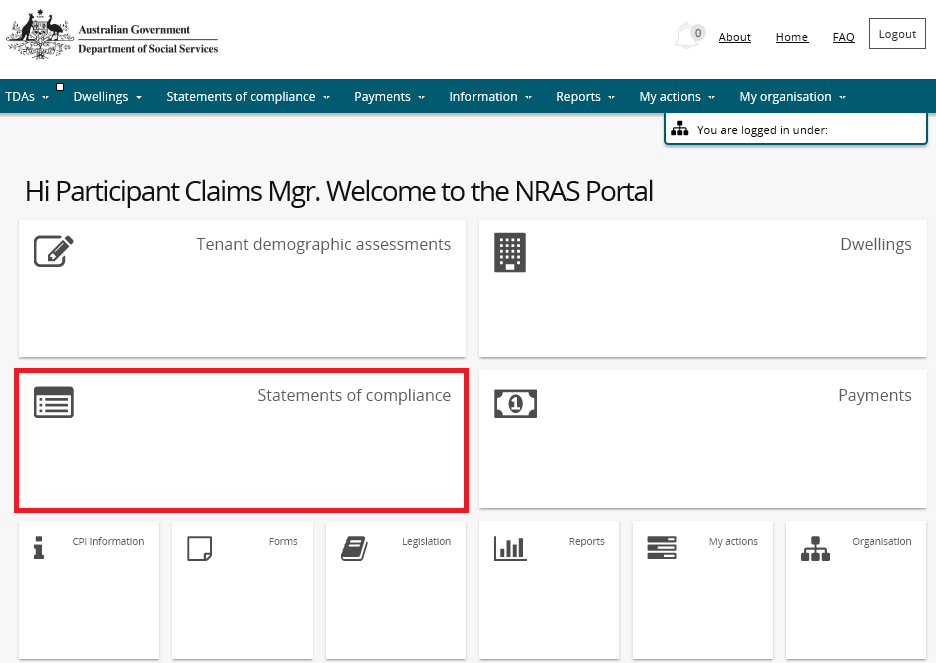 Australian Government
Department of Social Services
0
About
Home
FAQ
Logout
TDAs
Dwellings
Statements of compliance
Payments
Information
Reports
My actions
My organisation
You are logged in under:
Hi Participant Claims Mgr. Welcome to the NRAS Portal
Tenant demographic assessments
Dwellings
Statements of compliance
1
Payments
CPI Information
Forms
Legislation
Reports
My actions
Organisation